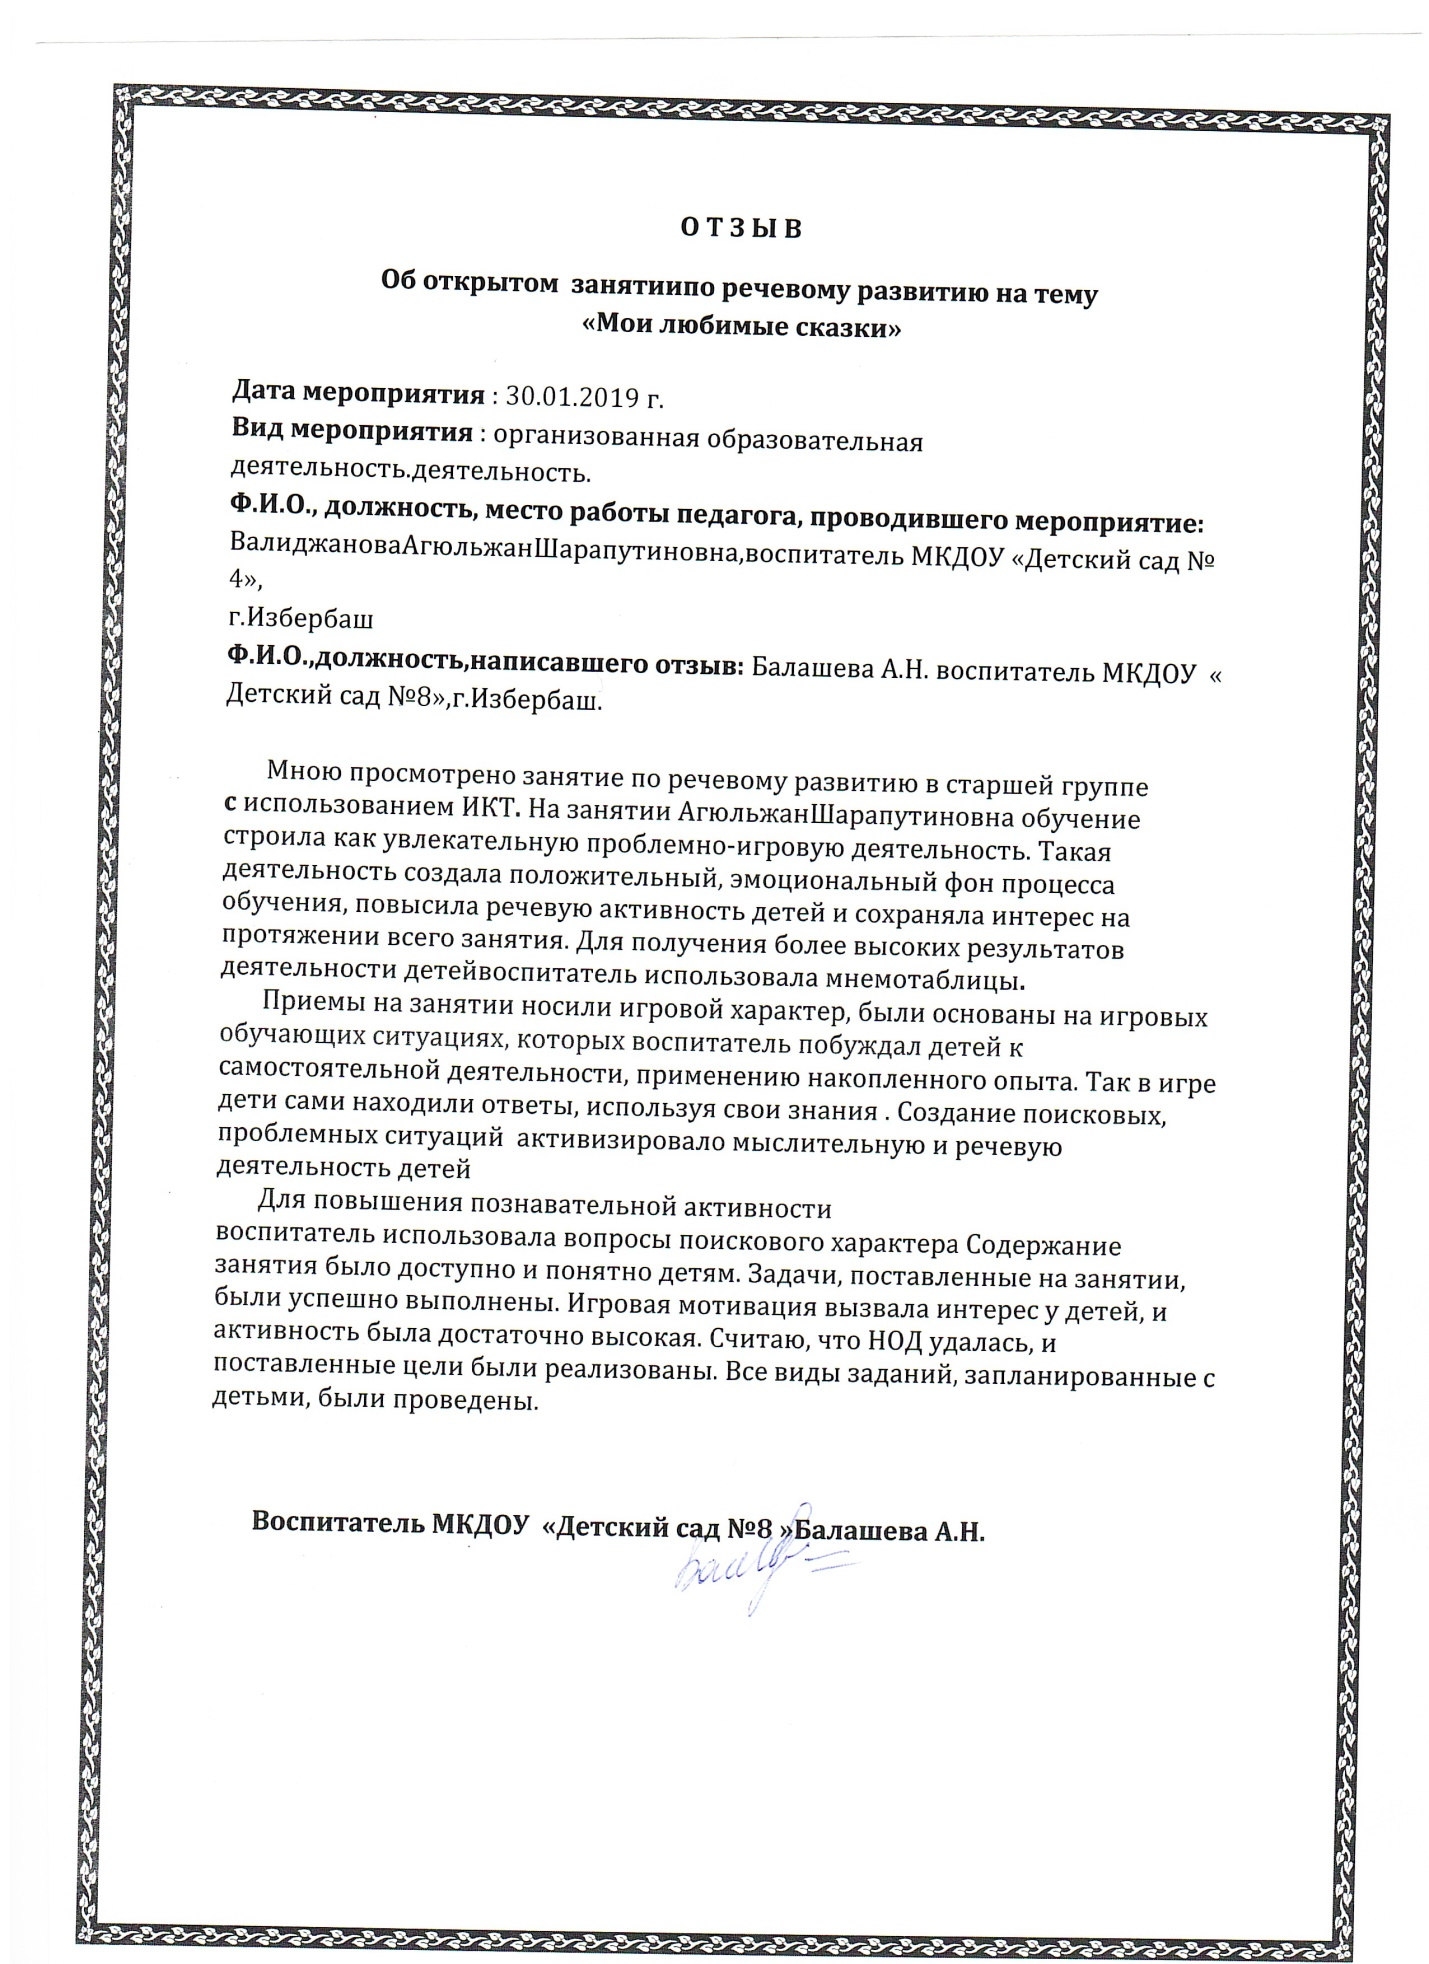 О Т З Ы В
Об открытом  занятиипо речевому развитию на тему
«Мои любимые сказки»
Дата мероприятия : 30.01.2019 г.
Вид мероприятия : организованная образовательная
деятельность.деятельность.
Ф.И.О., должность, место работы педагога, проводившего мероприятие:
ВалиджановаАгюльжанШарапутиновна,воспитатель МКДОУ «Детский сад №
4»,
г.Избербаш
Ф.И.О.,должность,написавшего отзыв: Балашева А.Н. воспитатель МКДОУ  «
Детский сад №8»,г.Избербаш.
Мною просмотрено занятие по речевому развитию в старшей группе
с использованием ИКТ. На занятии АгюльжанШарапутиновна обучение
строила как увлекательную проблемно-игровую деятельность. Такая
деятельность создала положительный, эмоциональный фон процесса
обучения, повысила речевую активность детей и сохраняла интерес на
протяжении всего занятия. Для получения более высоких результатов
деятельности детейвоспитатель использовала мнемотаблицы.
Приемы на занятии носили игровой характер, были основаны на игровых
обучающих ситуациях, которых воспитатель побуждал детей к
самостоятельной деятельности, применению накопленного опыта. Так в игре
дети сами находили ответы, используя свои знания . Создание поисковых,
проблемных ситуаций  активизировало мыслительную и речевую
деятельность детей
Для повышения познавательной активности
воспитатель использовала вопросы поискового характера Содержание
занятия было доступно и понятно детям. Задачи, поставленные на занятии,
были успешно выполнены. Игровая мотивация вызвала интерес у детей, и
активность была достаточно высокая. Считаю, что НОД удалась, и
поставленные цели были реализованы. Все виды заданий, запланированные с
детьми, были проведены.
Воспитатель МКДОУ  «Детский сад №8 »Балашева А.Н.